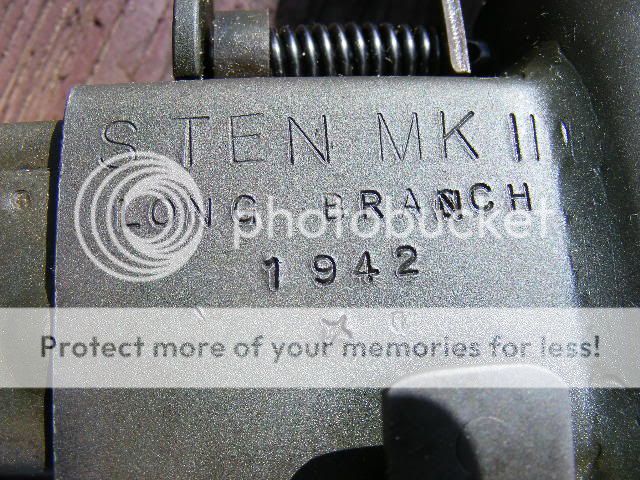 STEN MK II
LONG BRANCH
photobucket
1942
Protect more of your memories for less!